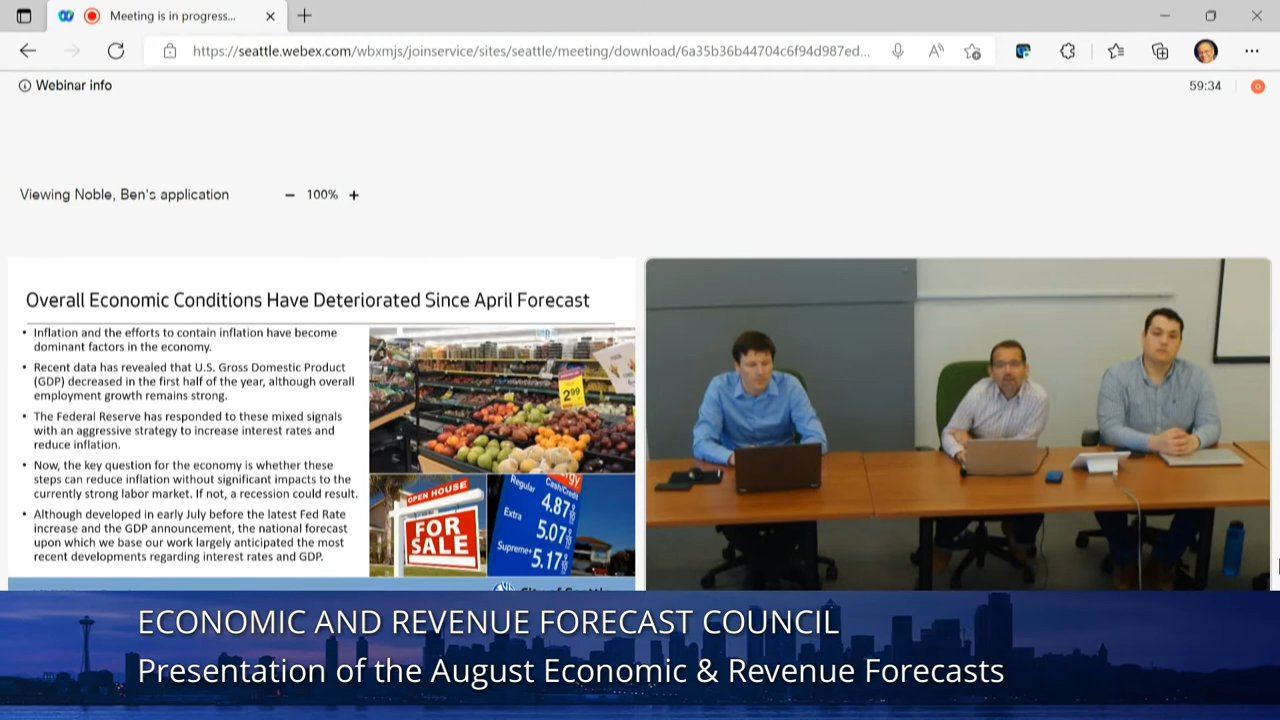 Meeting is in progress...
https://seattle.webex.com/wbxmjs/joinservice/sites/seattle/meeting/download/6a35b36b44704c6f94d987ed...
Webinar info
59:34
Viewing Noble, Ben's application
− 100% +
Overall Economic Conditions Have Deteriorated Since April Forecast
• Inflation and the efforts to contain inflation have become
dominant factors in the economy.
• Recent data has revealed that U.S. Gross Domestic Product
(GDP) decreased in the first half of the year, although overall
employment growth remains strong.
• The Federal Reserve has responded to these mixed signals
with an aggressive strategy to increase interest rates and
reduce inflation.
• Now, the key question for the economy is whether these
steps can reduce inflation without significant impacts to the
currently strong labor market. If not, a recession could result.
• Although developed in early July before the latest Fed Rate
increase and the GDP announcement, the national forecast
upon which we base our work largely anticipated the most
recent developments regarding interest rates and GDP.
2.99
OPEN HOUSE
FOR
SALE
Regular
Cash/Credit
4.87
Extra
5.07
Supreme+
5.17
ECONOMIC AND REVENUE FORECAST COUNCIL
Presentation of the August Economic & Revenue Forecasts